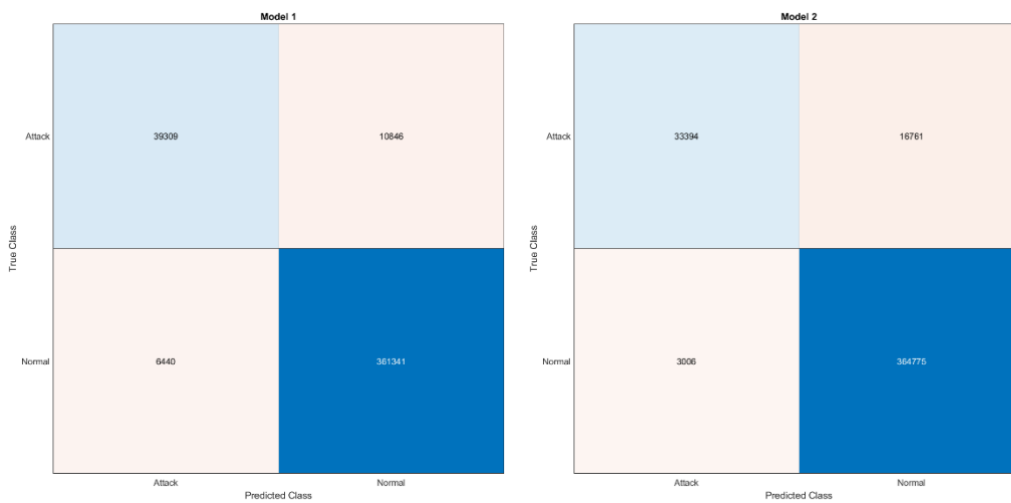 Model 1
Attack
39309
10846
True Class
Normal
6440
361341
Attack
Normal
Predicted Class
Model 2
Attack
33394
16761
True Class
Normal
3006
364775
Attack
Normal
Predicted Class